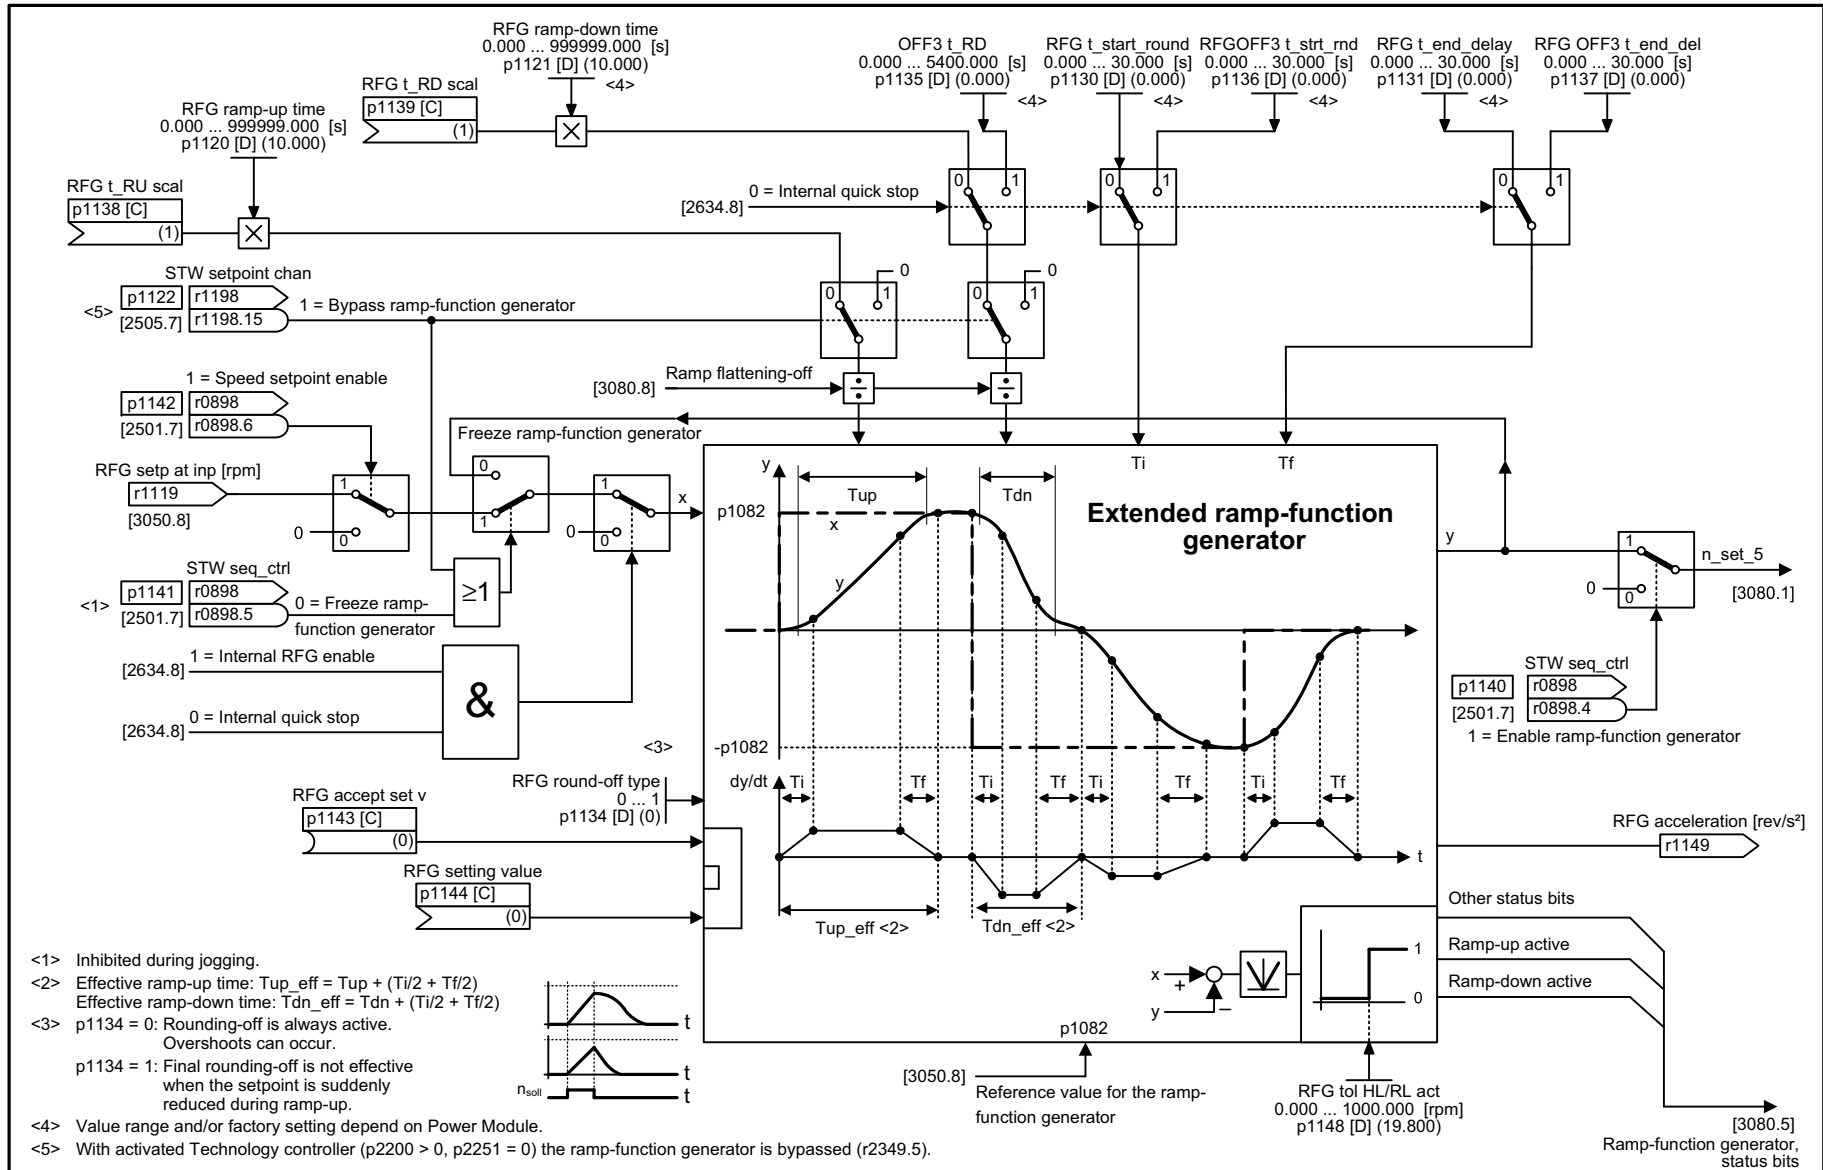 RFG ramp-down time
0.000 ... 999999.000 [s]
p1121 [D] (10.000)
<4>
OFF3 t_RD
0.000 ... 5400.000 [s]
p1135 [D] (0.000)
<4>
RFG t_start_round
0.000 ... 30.000 [s]
p1130 [D] (0.000)
<4>
RFGOFF3 t_strt_rnd
0.000 ... 30.000 [s]
p1136 [D] (0.000)
<4>
RFG t_end_delay
0.000 ... 30.000 [s]
p1131 [D] (0.000)
<4>
RFG OFF3 t_end_del
0.000 ... 30.000 [s]
p1137 [D] (0.000)
RFG t_RD scal
p1139 [C]
(1)
RFG ramp-up time
0.000 ... 999999.000 [s]
p1120 [D] (10.000)
RFG t_RU scal
p1138 [C]
(1)
0 = Internal quick stop
[2634.8]
0 1
0 1
0 1
STW setpoint chan
<5>
p1122
r1198
[2505.7]
r1198.15
1 = Bypass ramp-function generator
0
0 1
0
0 1
Ramp flattening-off
[3080.8]
÷
÷
1 = Speed setpoint enable
p1142
r0898
[2501.7]
r0898.6
Freeze ramp-function generator
RFG setp at inp [rpm]
r1119
[3050.8]
1
0
0
0
1
1
0
0
x
STW seq_ctrl
<1>
p1141
r0898
[2501.7]
r0898.5
0 = Freeze ramp-
function generator
≥1
1 = Internal RFG enable
[2634.8]
0 = Internal quick stop
[2634.8]
&
Ti
Tf
Extended ramp-function
generator
y
Tup
Tdn
p1082
x
y
-p1082
dy/dt
Ti
Tf
Ti
Tf
Ti
Tf
Ti
Tf
t
Tup_eff <2>
Tdn_eff <2>
y
1
0
0
n_set_5
[3080.1]
STW seq_ctrl
p1140
r0898
[2501.7]
r0898.4
1 = Enable ramp-function generator
<3>
RFG round-off type
0 ... 1
p1134 [D] (0)
RFG accept set v
p1143 [C]
(0)
RFG setting value
p1144 [C]
(0)
RFG acceleration [rev/s²]
r1149
Other status bits
Ramp-up active
Ramp-down active
x
+
y
−
1
0
p1082
[3050.8]
Reference value for the ramp-
function generator
RFG tol HL/RL act
0.000 ... 1000.000 [rpm]
p1148 [D] (19.800)
[3080.5]
Ramp-function generator,
status bits
<1> Inhibited during jogging.
<2> Effective ramp-up time: Tup_eff = Tup + (Ti/2 + Tf/2)
Effective ramp-down time: Tdn_eff = Tdn + (Ti/2 + Tf/2)
<3> p1134 = 0: Rounding-off is always active.
Overshoots can occur.
p1134 = 1: Final rounding-off is not effective
when the setpoint is suddenly
reduced during ramp-up.
t
t
nsoll
t
<4> Value range and/or factory setting depend on Power Module.
<5> With activated Technology controller (p2200 > 0, p2251 = 0) the ramp-function generator is bypassed (r2349.5).